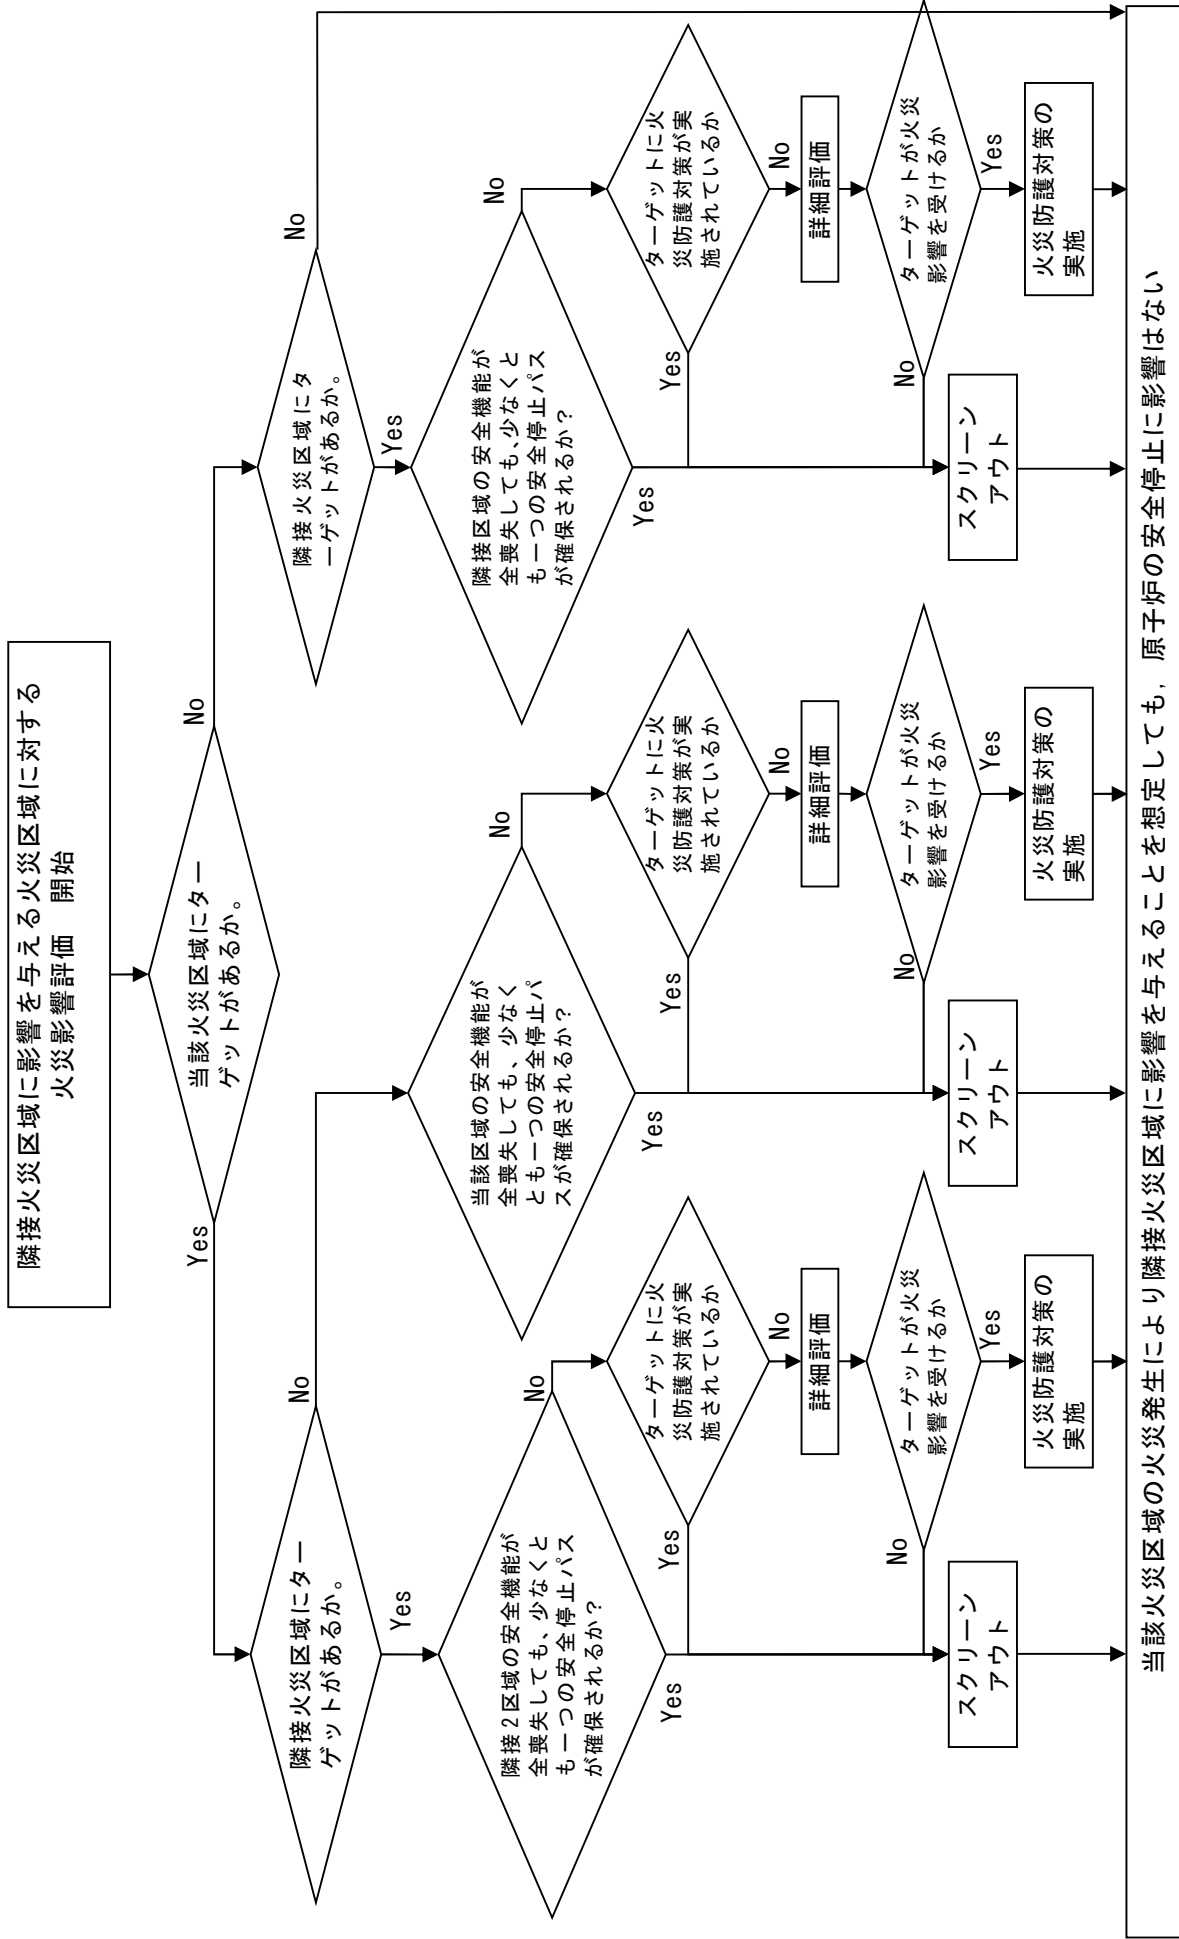 隣接火災区域に影響を与える火災区域に対する
火災影響評価　開始
当該火災区域にター
ゲットがあるか。
Yes
No
隣接火災区域にター
ゲットがあるか。
Yes
No
隣接２区域の安全機能が
全喪失しても、少なくと
も一つの安全停止パス
が確保されるか？
Yes
No
ターゲットに火
災防護対策が実
施されているか
Yes
No
詳細評価
ターゲットが火災
影響を受けるか
No
Yes
スクリーン
アウト
火災防護対策の
実施
当該区域の安全機能が
全喪失しても、少なく
とも一つの安全停止パ
スが確保されるか？
Yes
No
ターゲットに火
災防護対策が実
施されているか
Yes
No
詳細評価
ターゲットが火災
影響を受けるか
No
Yes
スクリーン
アウト
火災防護対策の
実施
隣接火災区域にタ
ーゲットがあるか。
Yes
No
隣接区域の安全機能が
全喪失しても、少なくと
も一つの安全停止パス
が確保されるか？
Yes
No
ターゲットに火
災防護対策が実
施されているか
Yes
No
詳細評価
ターゲットが火災
影響を受けるか
No
Yes
スクリーン
アウト
火災防護対策の
実施
当該火災区域の火災発生により隣接火災区域に影響を与えることを想定しても，原子炉の安全停止に影響はない